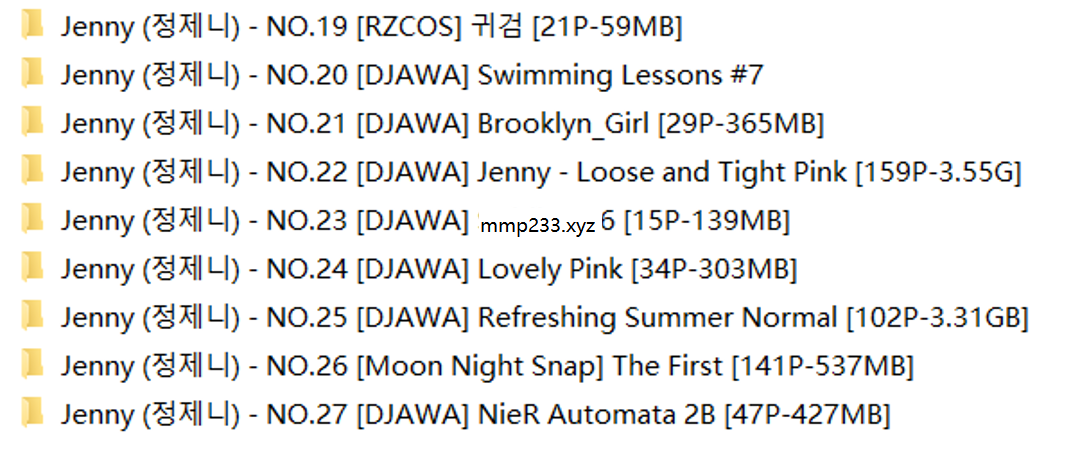 Jenny (정제니) - NO.19 [RZCOS] 귀검 [21P-59MB]
Jenny (정제니) - NO.20 [DJAWA] Swimming Lessons #7
Jenny (정제니) - NO.21 [DJAWA] Brooklyn_Girl [29P-365MB]
Jenny (정제니) - NO.22 [DJAWA] Jenny - Loose and Tight Pink [159P-3.55G]
Jenny (정제니) - NO.23 [DJAWA] mmp233.xyz 6 [15P-139MB]
Jenny (정제니) - NO.24 [DJAWA] Lovely Pink [34P-303MB]
Jenny (정제니) - NO.25 [DJAWA] Refreshing Summer Normal [102P-3.31GB]
Jenny (정제니) - NO.26 [Moon Night Snap] The First [141P-537MB]
Jenny (정제니) - NO.27 [DJAWA] NieR Automata 2B [47P-427MB]